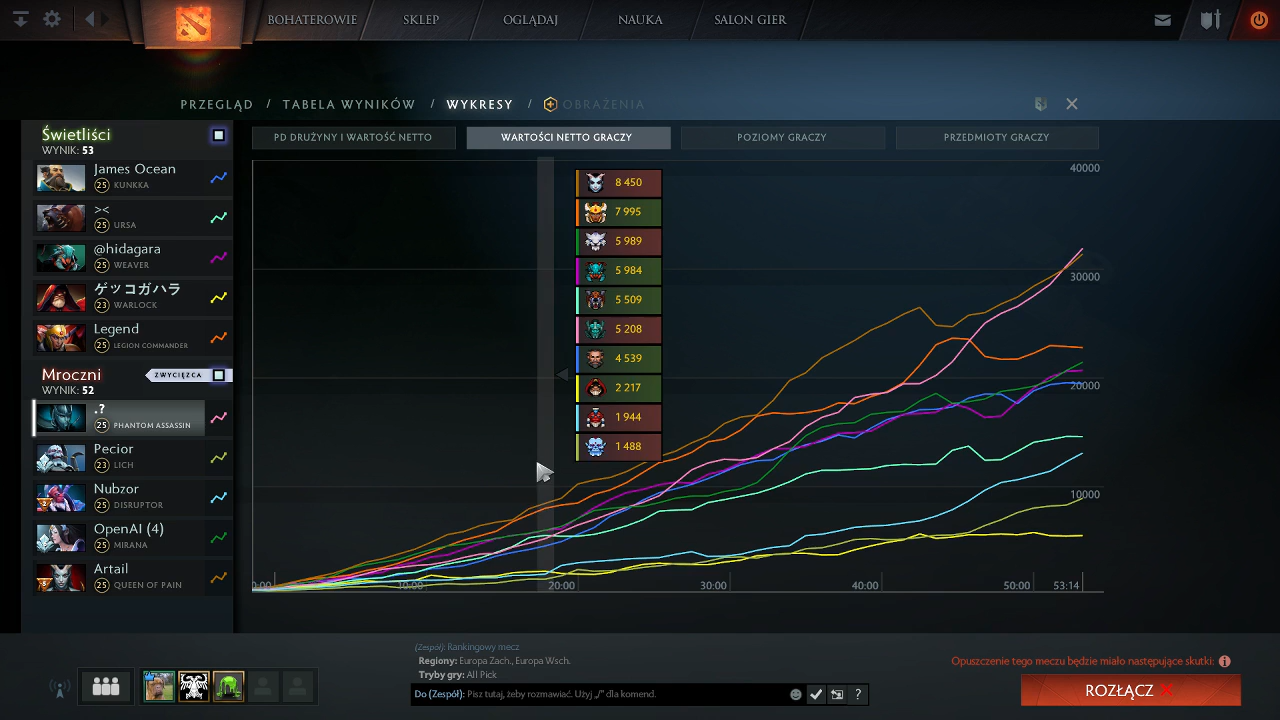 BOHATEROWIE SKLEP OGLĄDAJ NAUKA SALON GIER
PRZEGLĄD / TABELA WYNIKÓW / WYKRESY / OBRAŻENIA
Świetliści
WYNIK: 53
James Ocean
25 KUNKKA
><
25 URSA
@hidagara
25 WEAVER
ゲッコガハラ
23 WARLOCK
Legend
25 LEGION COMMANDER
Mroczni ZWYCIĘZCA
WYNIK: 52
.?
25 PHANTOM ASSASSIN
Pecior
23 LICH
Nubzor
25 DISRUPTOR
OpenAI (4)
25 MIRANA
Artail
25 QUEEN OF PAIN
PD DRUŻYNY I WARTOŚĆ NETTO WARTOŚCI NETTO GRACZY POZIOMY GRACZY PRZEDMIOTY GRACZY
40000
30000
20000
10000
8 450
7 995
5 989
5 984
5 509
5 208
4 539
2 217
1 944
1 488
0:00 10:00 20:00 30:00 40:00 50:00 53:14
(Zespół): Rankingowy mecz
Regiony: Europa Zach., Europa Wsch.
Tryby gry: All Pick
Do (Zespół): Pisz tutaj, żeby rozmawiać. Użyj „/” dla komend.
?
Opuszczenie tego meczu będzie miało następujące skutki:
ROZŁĄCZ X